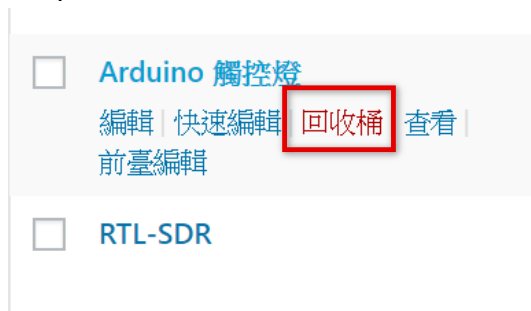 Arduino 觸控燈
編輯 | 快速編輯 | 回收桶 | 查看 |
前臺編輯
RTL-SDR